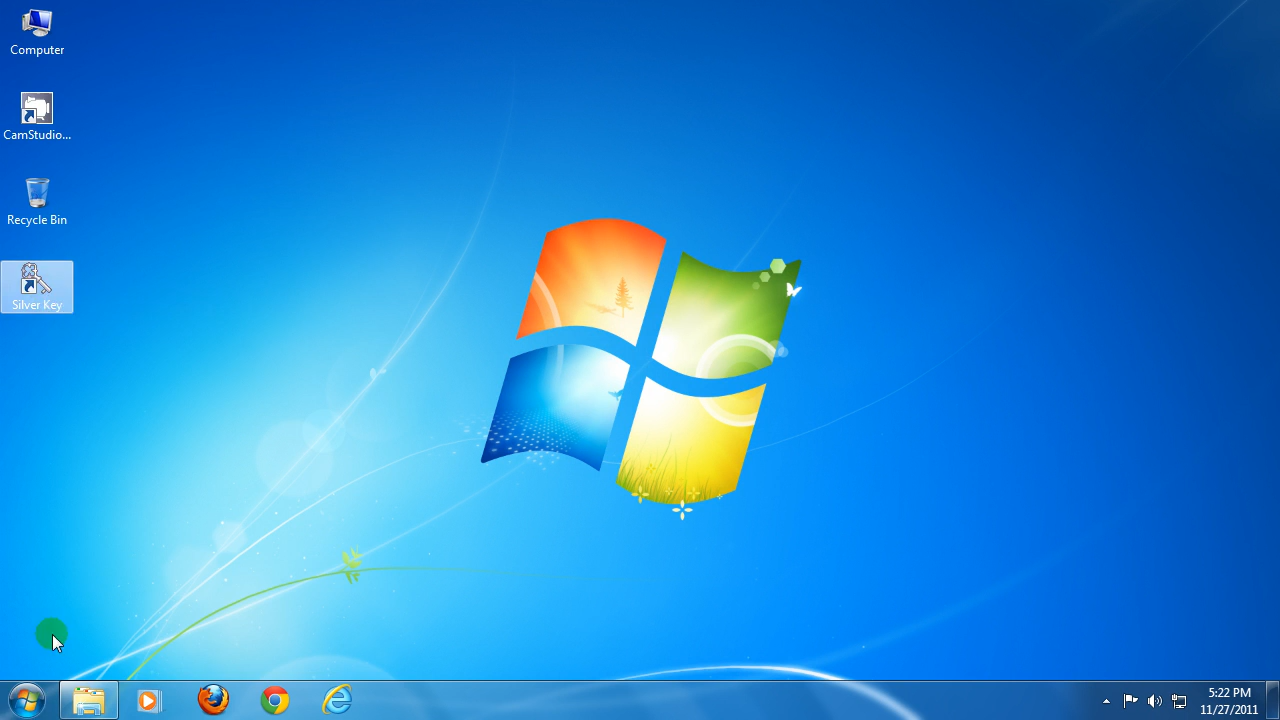 Computer
CamStudio...
Recycle Bin
Silver Key
5:22 PM
11/27/2011